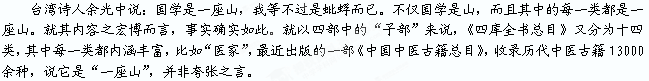 台湾诗人余光中说：国学是一座山，我等不过是蚍蜉而已。不仅国学是山，而且其中的每一类都是一
座山。就其内容之宏博而言，事实确实如此。就以四部中的“子部”来说，《四库全书总目》又分为十四
类，其中每一类都内涵丰富，比如“医家”，最近出版的一部《中国中医古籍总目》，收录历代中医古籍 13000
余种，说它是“一座山”，并非夸张之言。